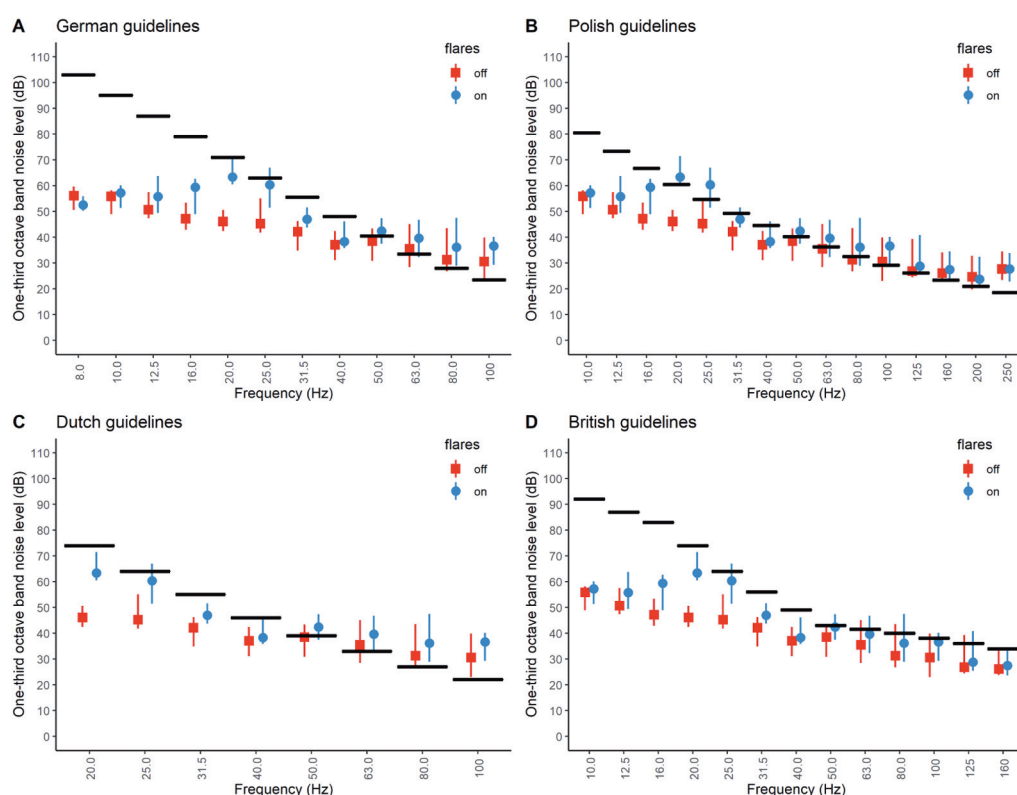 A German guidelines
flares
off
on
One-third octave band noise level (dB)
110
100
90
80
70
60
50
40
30
20
10
0
8.0 10.0 12.5 16.0 20.0 25.0 31.5 40.0 50.0 63.0 80.0 100
Frequency (Hz)
B Polish guidelines
flares
off
on
One-third octave band noise level (dB)
110
100
90
80
70
60
50
40
30
20
10
0
10.0 12.5 16.0 20.0 25.0 31.5 40.0 50.0 63.0 80.0 100 125 160 200 250
Frequency (Hz)
C Dutch guidelines
flares
off
on
One-third octave band noise level (dB)
110
100
90
80
70
60
50
40
30
20
10
0
20.0 25.0 31.5 40.0 50.0 63.0 80.0 100
Frequency (Hz)
D British guidelines
flares
off
on
One-third octave band noise level (dB)
110
100
90
80
70
60
50
40
30
20
10
0
10.0 12.5 16.0 20.0 25.0 31.5 40.0 50.0 63.0 80.0 100 125 160
Frequency (Hz)